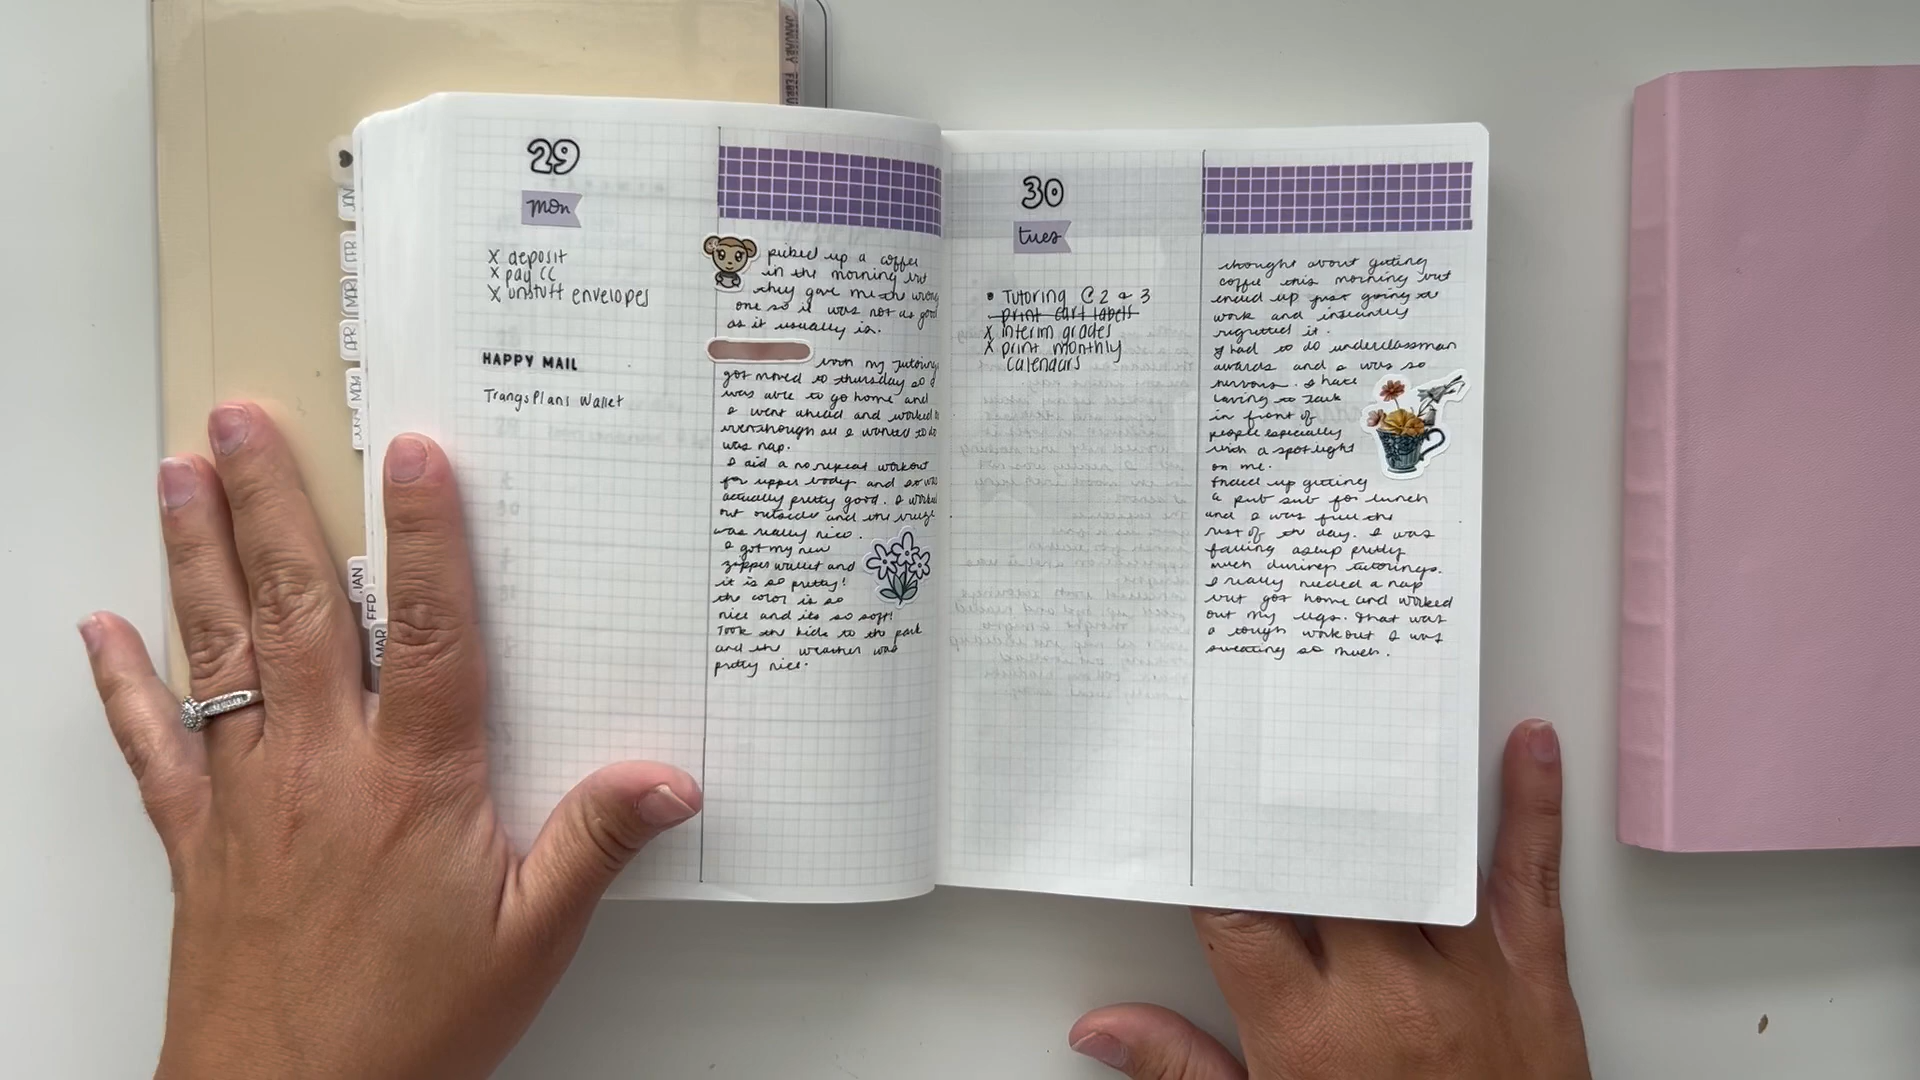 JANUARY
JAN
FEB
MAR
APR
MAY
JUN
JAN
FEB
MAR
29
mon
X deposit
X pay CC
X unstuff envelopes
HAPPY MAIL
TrangsPlans Wallet
picked up a coffee
in the morning but
they gave me the wrong
one so it was not as good
as it usually is.
my tutoring
got moved to thursday so I
was able to go home and
I went ahead and worked
eventhough all I wanted to do
was nap.
I did a no repeat workout
for upper body and so was
actually pretty good. I worked
out outside and the
was really nice.
I got my new
zipper wallet and
it is so pretty!
the color is so
nice and its so soft!
Took the kids to the park
and the weather was
pretty nice.
30
tues
• Tutoring @ 2 & 3
print cart labels
X interim grades
X print monthly
calendars
thought about getting
coffee this morning but
ended up just going to
work and instantly
regretted it.
I had to do underclassman
awards and I was so
nervous. I hate
having to talk
in front of
people especially
with a spotlight
on me.
Ended up getting
a pub sub for lunch
and I was full the
rest of the day. I was
falling asleep pretty
much during tutorings.
I really needed a nap
but got home and worked
out my legs. that was
a tough workout I was
sweating so much.